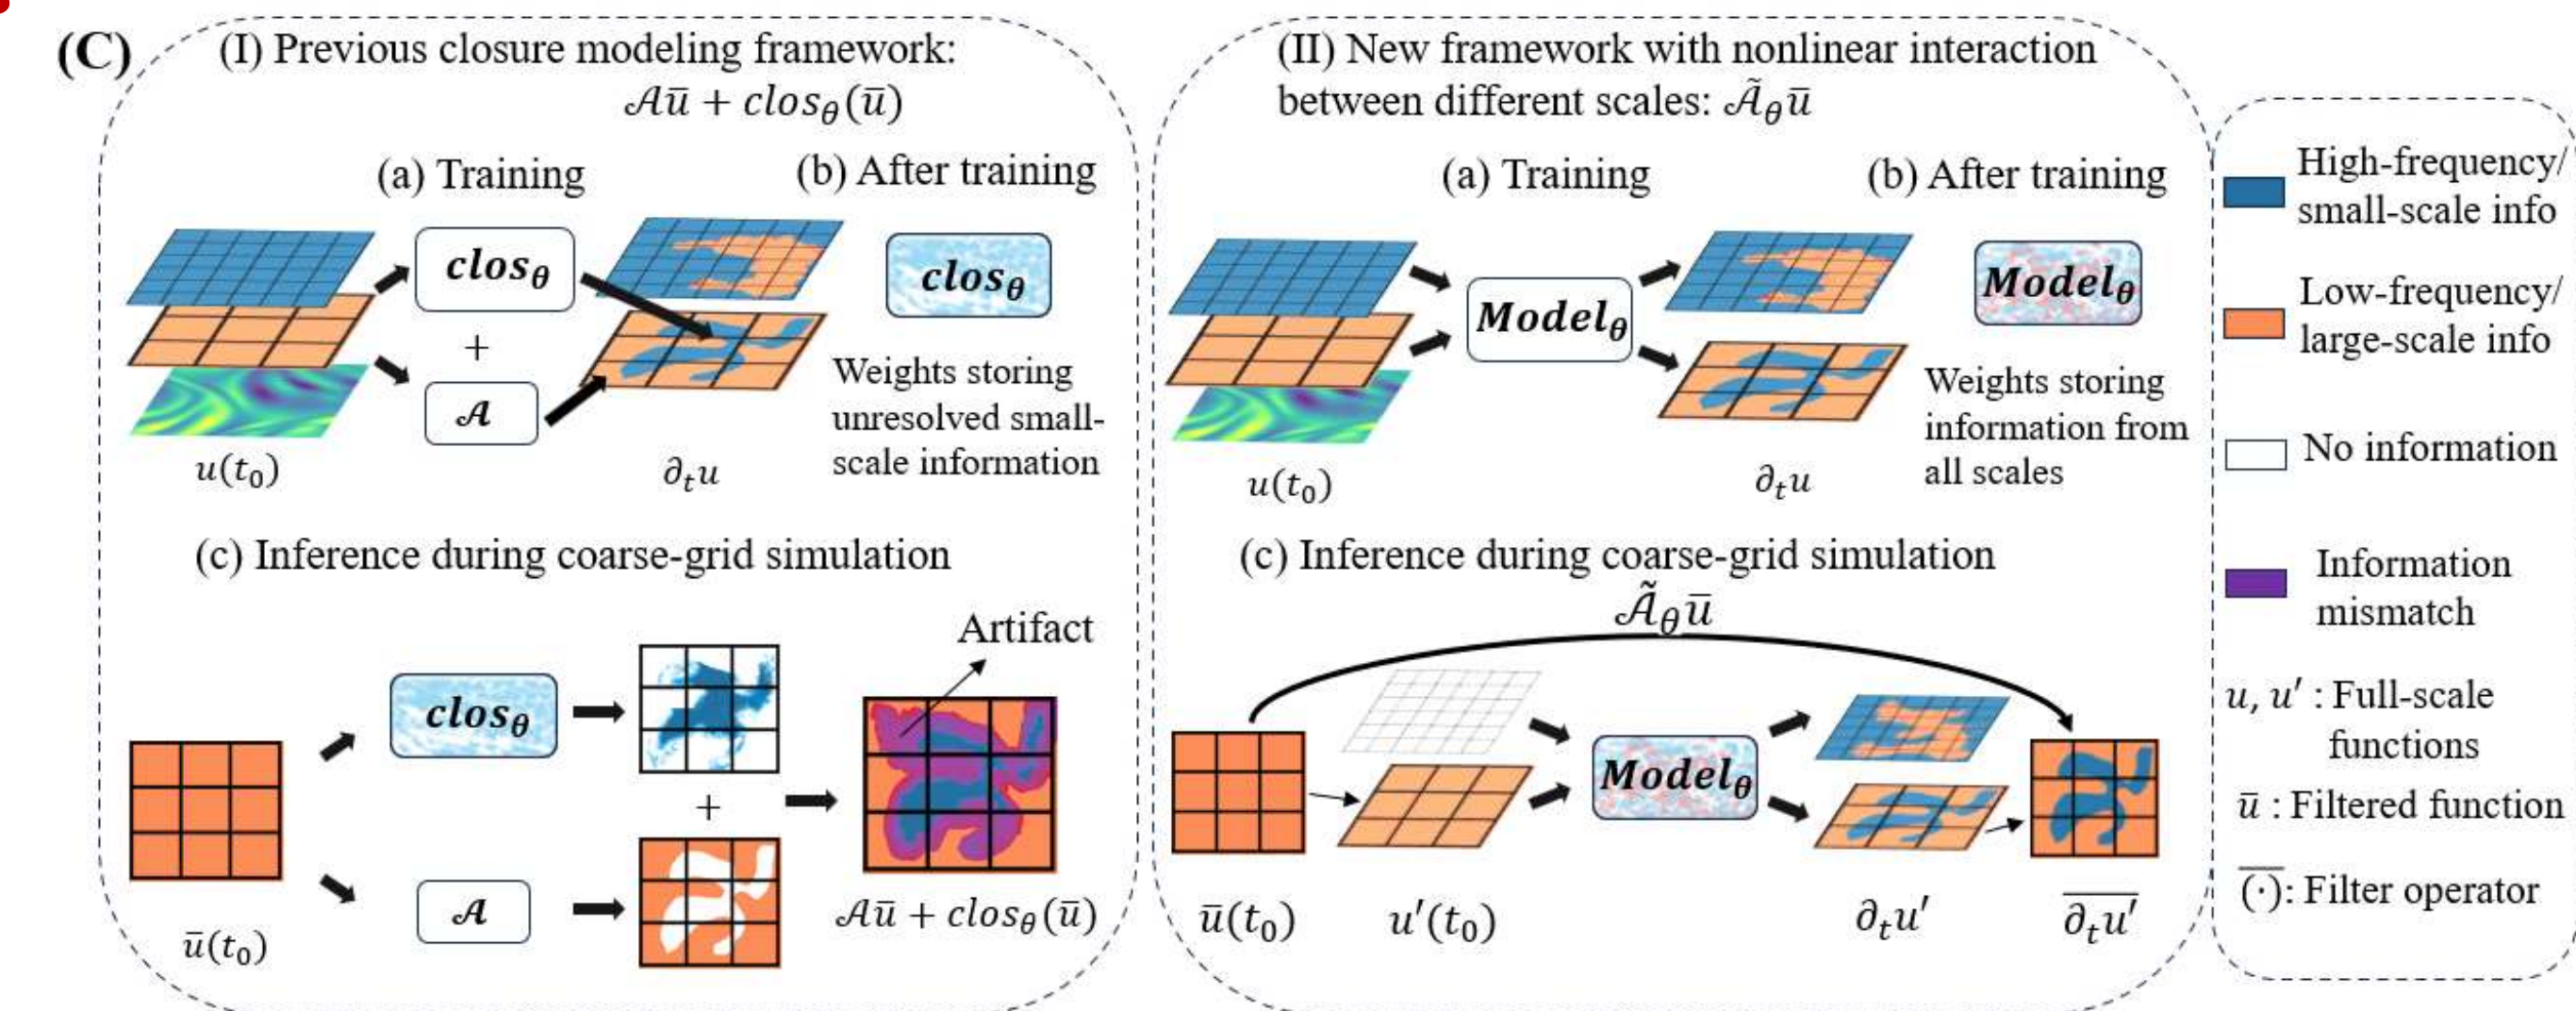 (C)
(I) Previous closure modeling framework:
𝒜ū + clos_θ(ū)
(a) Training
(b) After training
clos_θ
+
𝒜
u(t₀)
∂ₜu
clos_θ
Weights storing
unresolved small-
scale information
(c) Inference during coarse-grid simulation
Artifact
clos_θ
+
𝒜
ū(t₀)
𝒜ū + clos_θ(ū)
(II) New framework with nonlinear interaction
between different scales: 𝒜̃_θ ū
(a) Training
(b) After training
Model_θ
u(t₀)
∂ₜu
Model_θ
Weights storing
information from
all scales
(c) Inference during coarse-grid simulation
𝒜̃_θ ū
Model_θ
ū(t₀)
u′(t₀)
∂ₜu′
\overline{∂ₜu′}
High-frequency/
small-scale info
Low-frequency/
large-scale info
No information
Information
mismatch
u, u′ : Full-scale
functions
ū : Filtered function
\overline{(·)}: Filter operator